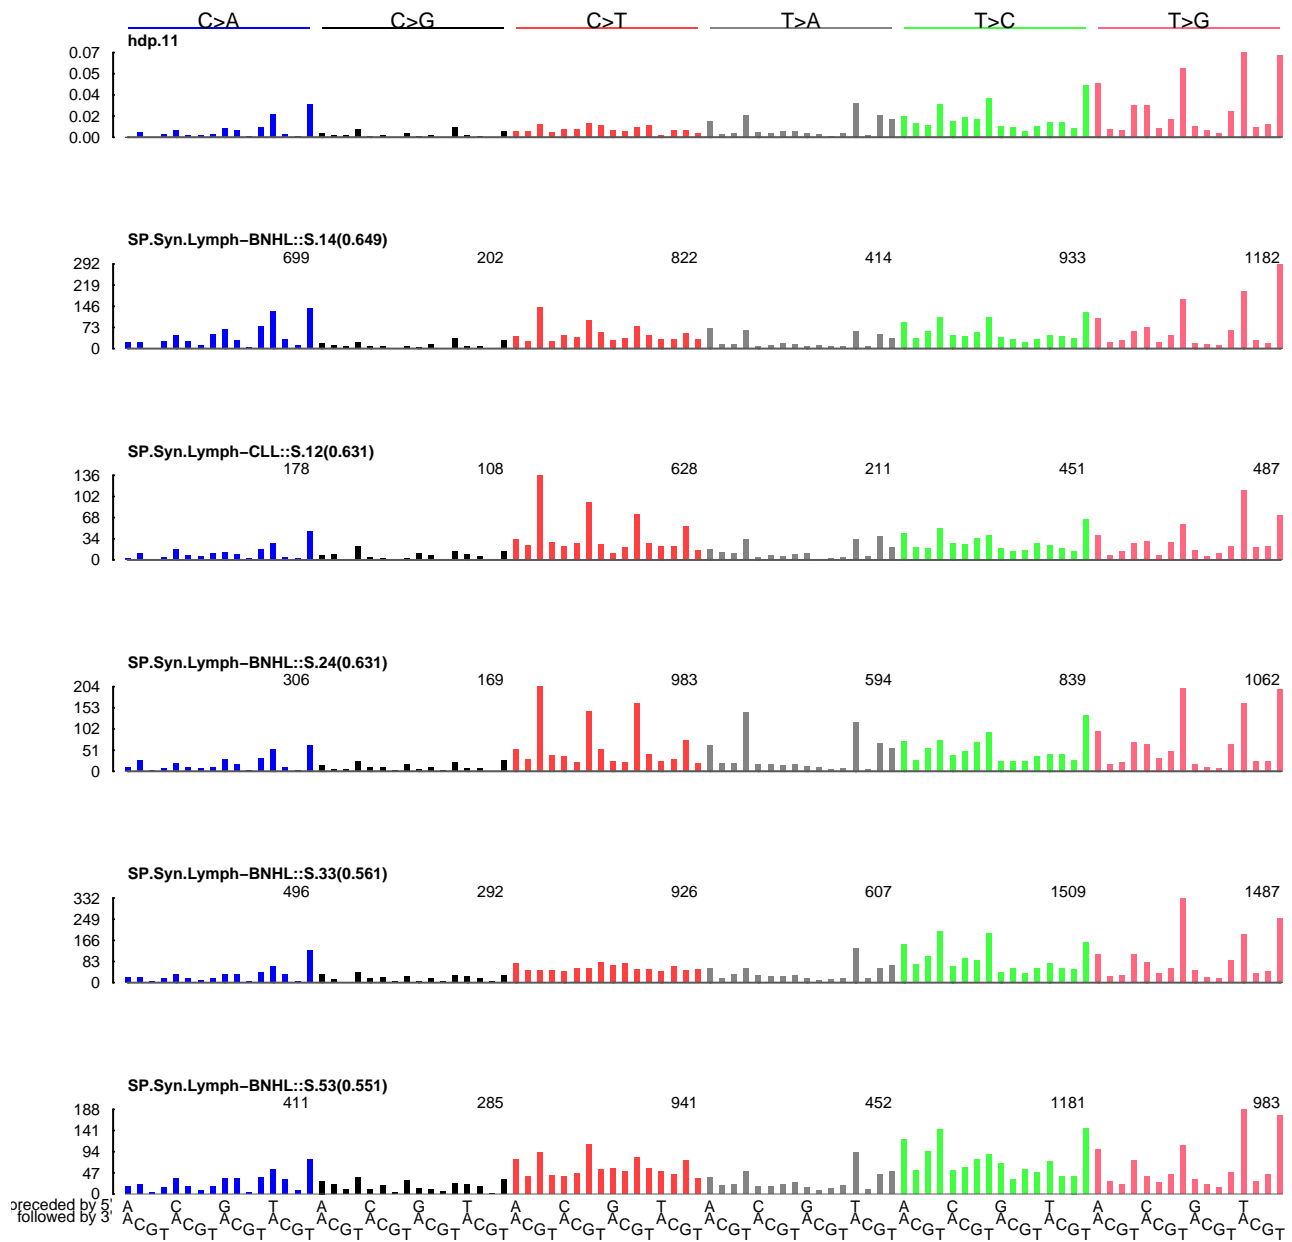 C>A C>G C>T T>A T>C T>G
hdp.11
0.07
0.05
0.04
0.02
0.00
SP.Syn.Lymph−BNHL::S.14(0.649)
699 202 822 414 933 1182
292
219
146
73
0
SP.Syn.Lymph−CLL::S.12(0.631)
178 108 628 211 451 487
136
102
68
34
0
SP.Syn.Lymph−BNHL::S.24(0.631)
306 169 983 594 839 1062
204
153
102
51
0
SP.Syn.Lymph−BNHL::S.33(0.561)
496 292 926 607 1509 1487
332
249
166
83
0
SP.Syn.Lymph−BNHL::S.53(0.551)
411 285 941 452 1181 983
188
141
94
47
0
preceded by 5' A C G T A C G T A C G T A C G T A C G T A C G T
followed by 3' A C G T A C G T A C G T A C G T A C G T A C G T A C G T A C G T A C G T A C G T A C G T A C G T A C G T A C G T A C G T A C G T A C G T A C G T A C G T A C G T A C G T A C G T A C G T A C G T